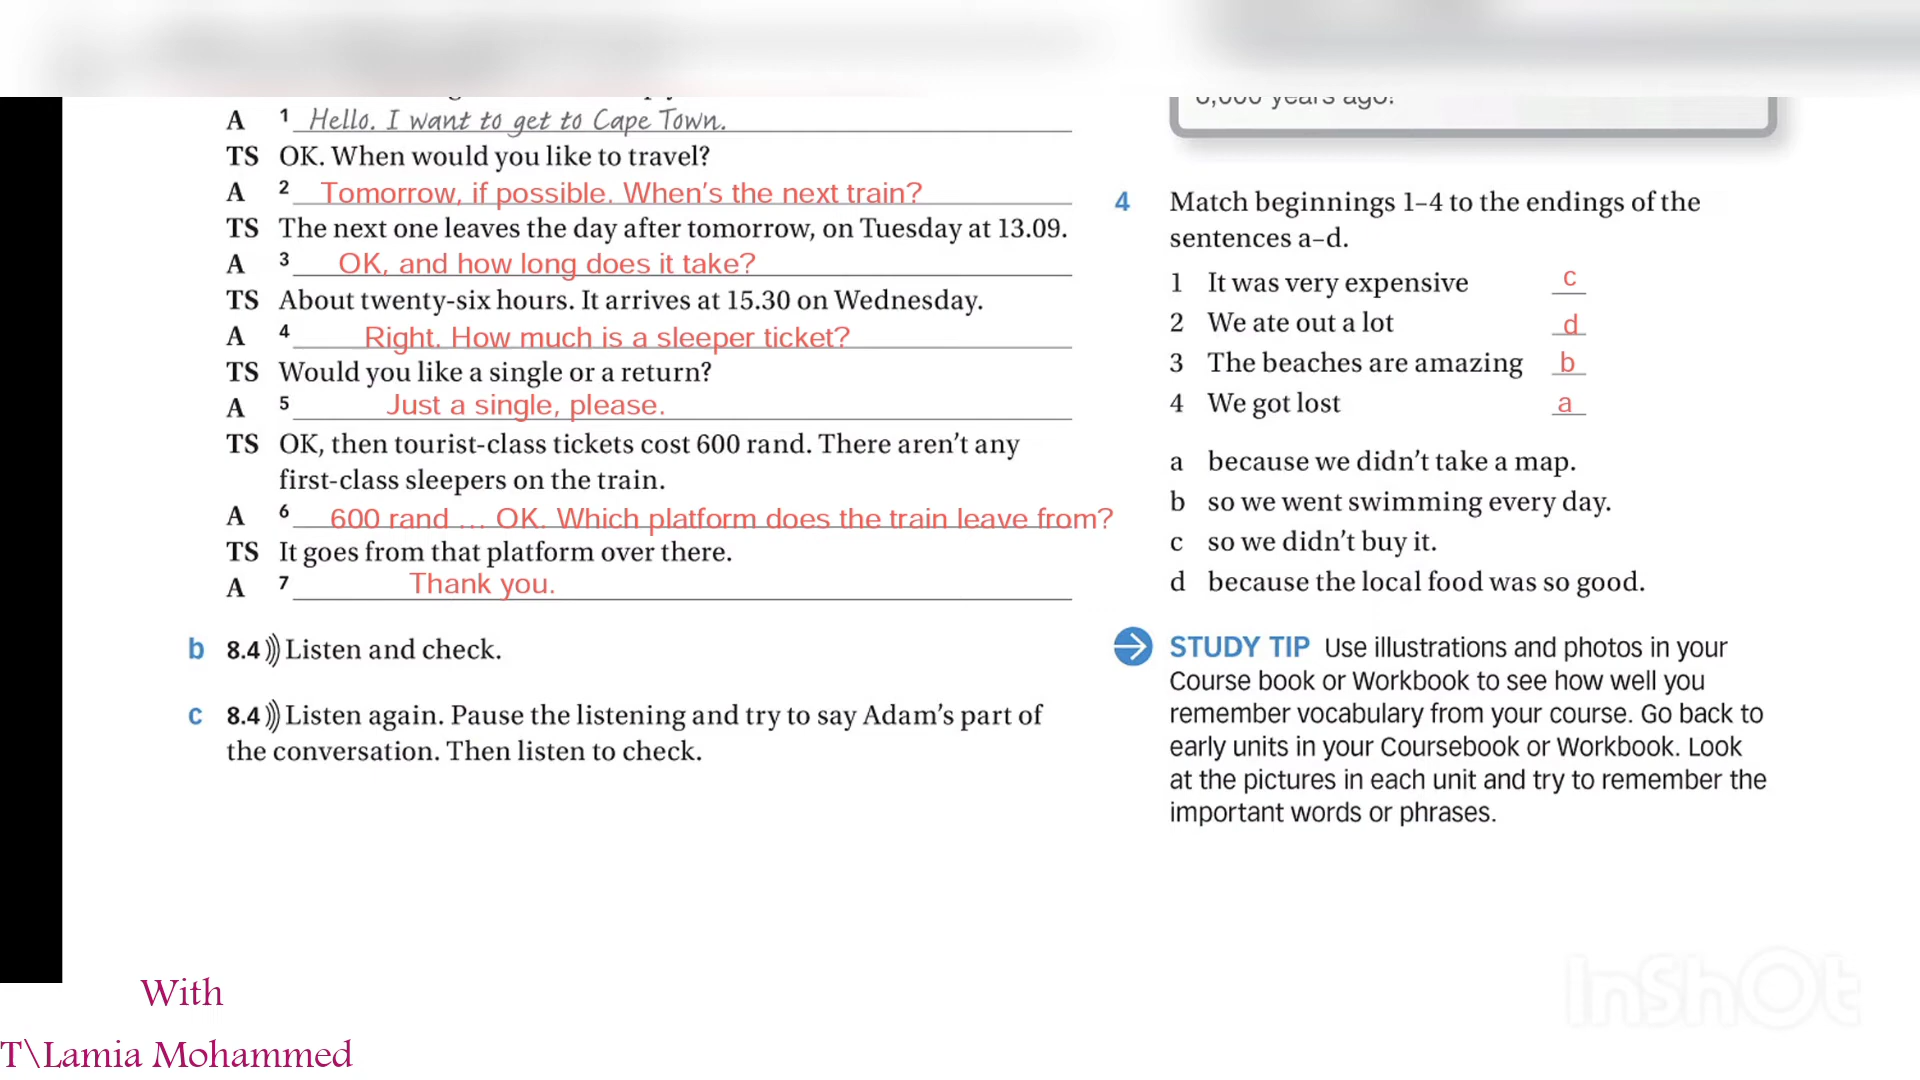 A 1 Hello. I want to get to Cape Town.
TS OK. When would you like to travel?
A 2 Tomorrow, if possible. When's the next train?
TS The next one leaves the day after tomorrow, on Tuesday at 13.09.
A 3 OK, and how long does it take?
TS About twenty-six hours. It arrives at 15.30 on Wednesday.
A 4 Right. How much is a sleeper ticket?
TS Would you like a single or a return?
A 5 Just a single, please.
TS OK, then tourist-class tickets cost 600 rand. There aren't any
first-class sleepers on the train.
A 6 600 rand ... OK. Which platform does the train leave from?
TS It goes from that platform over there.
A 7 Thank you.
b 8.4 Listen and check.
c 8.4 Listen again. Pause the listening and try to say Adam's part of
the conversation. Then listen to check.
years ago!
4 Match beginnings 1–4 to the endings of the
sentences a–d.
1 It was very expensive c
2 We ate out a lot d
3 The beaches are amazing b
4 We got lost a
a because we didn't take a map.
b so we went swimming every day.
c so we didn't buy it.
d because the local food was so good.
STUDY TIP Use illustrations and photos in your
Course book or Workbook to see how well you
remember vocabulary from your course. Go back to
early units in your Coursebook or Workbook. Look
at the pictures in each unit and try to remember the
important words or phrases.
With
T\Lamia Mohammed
InShOt